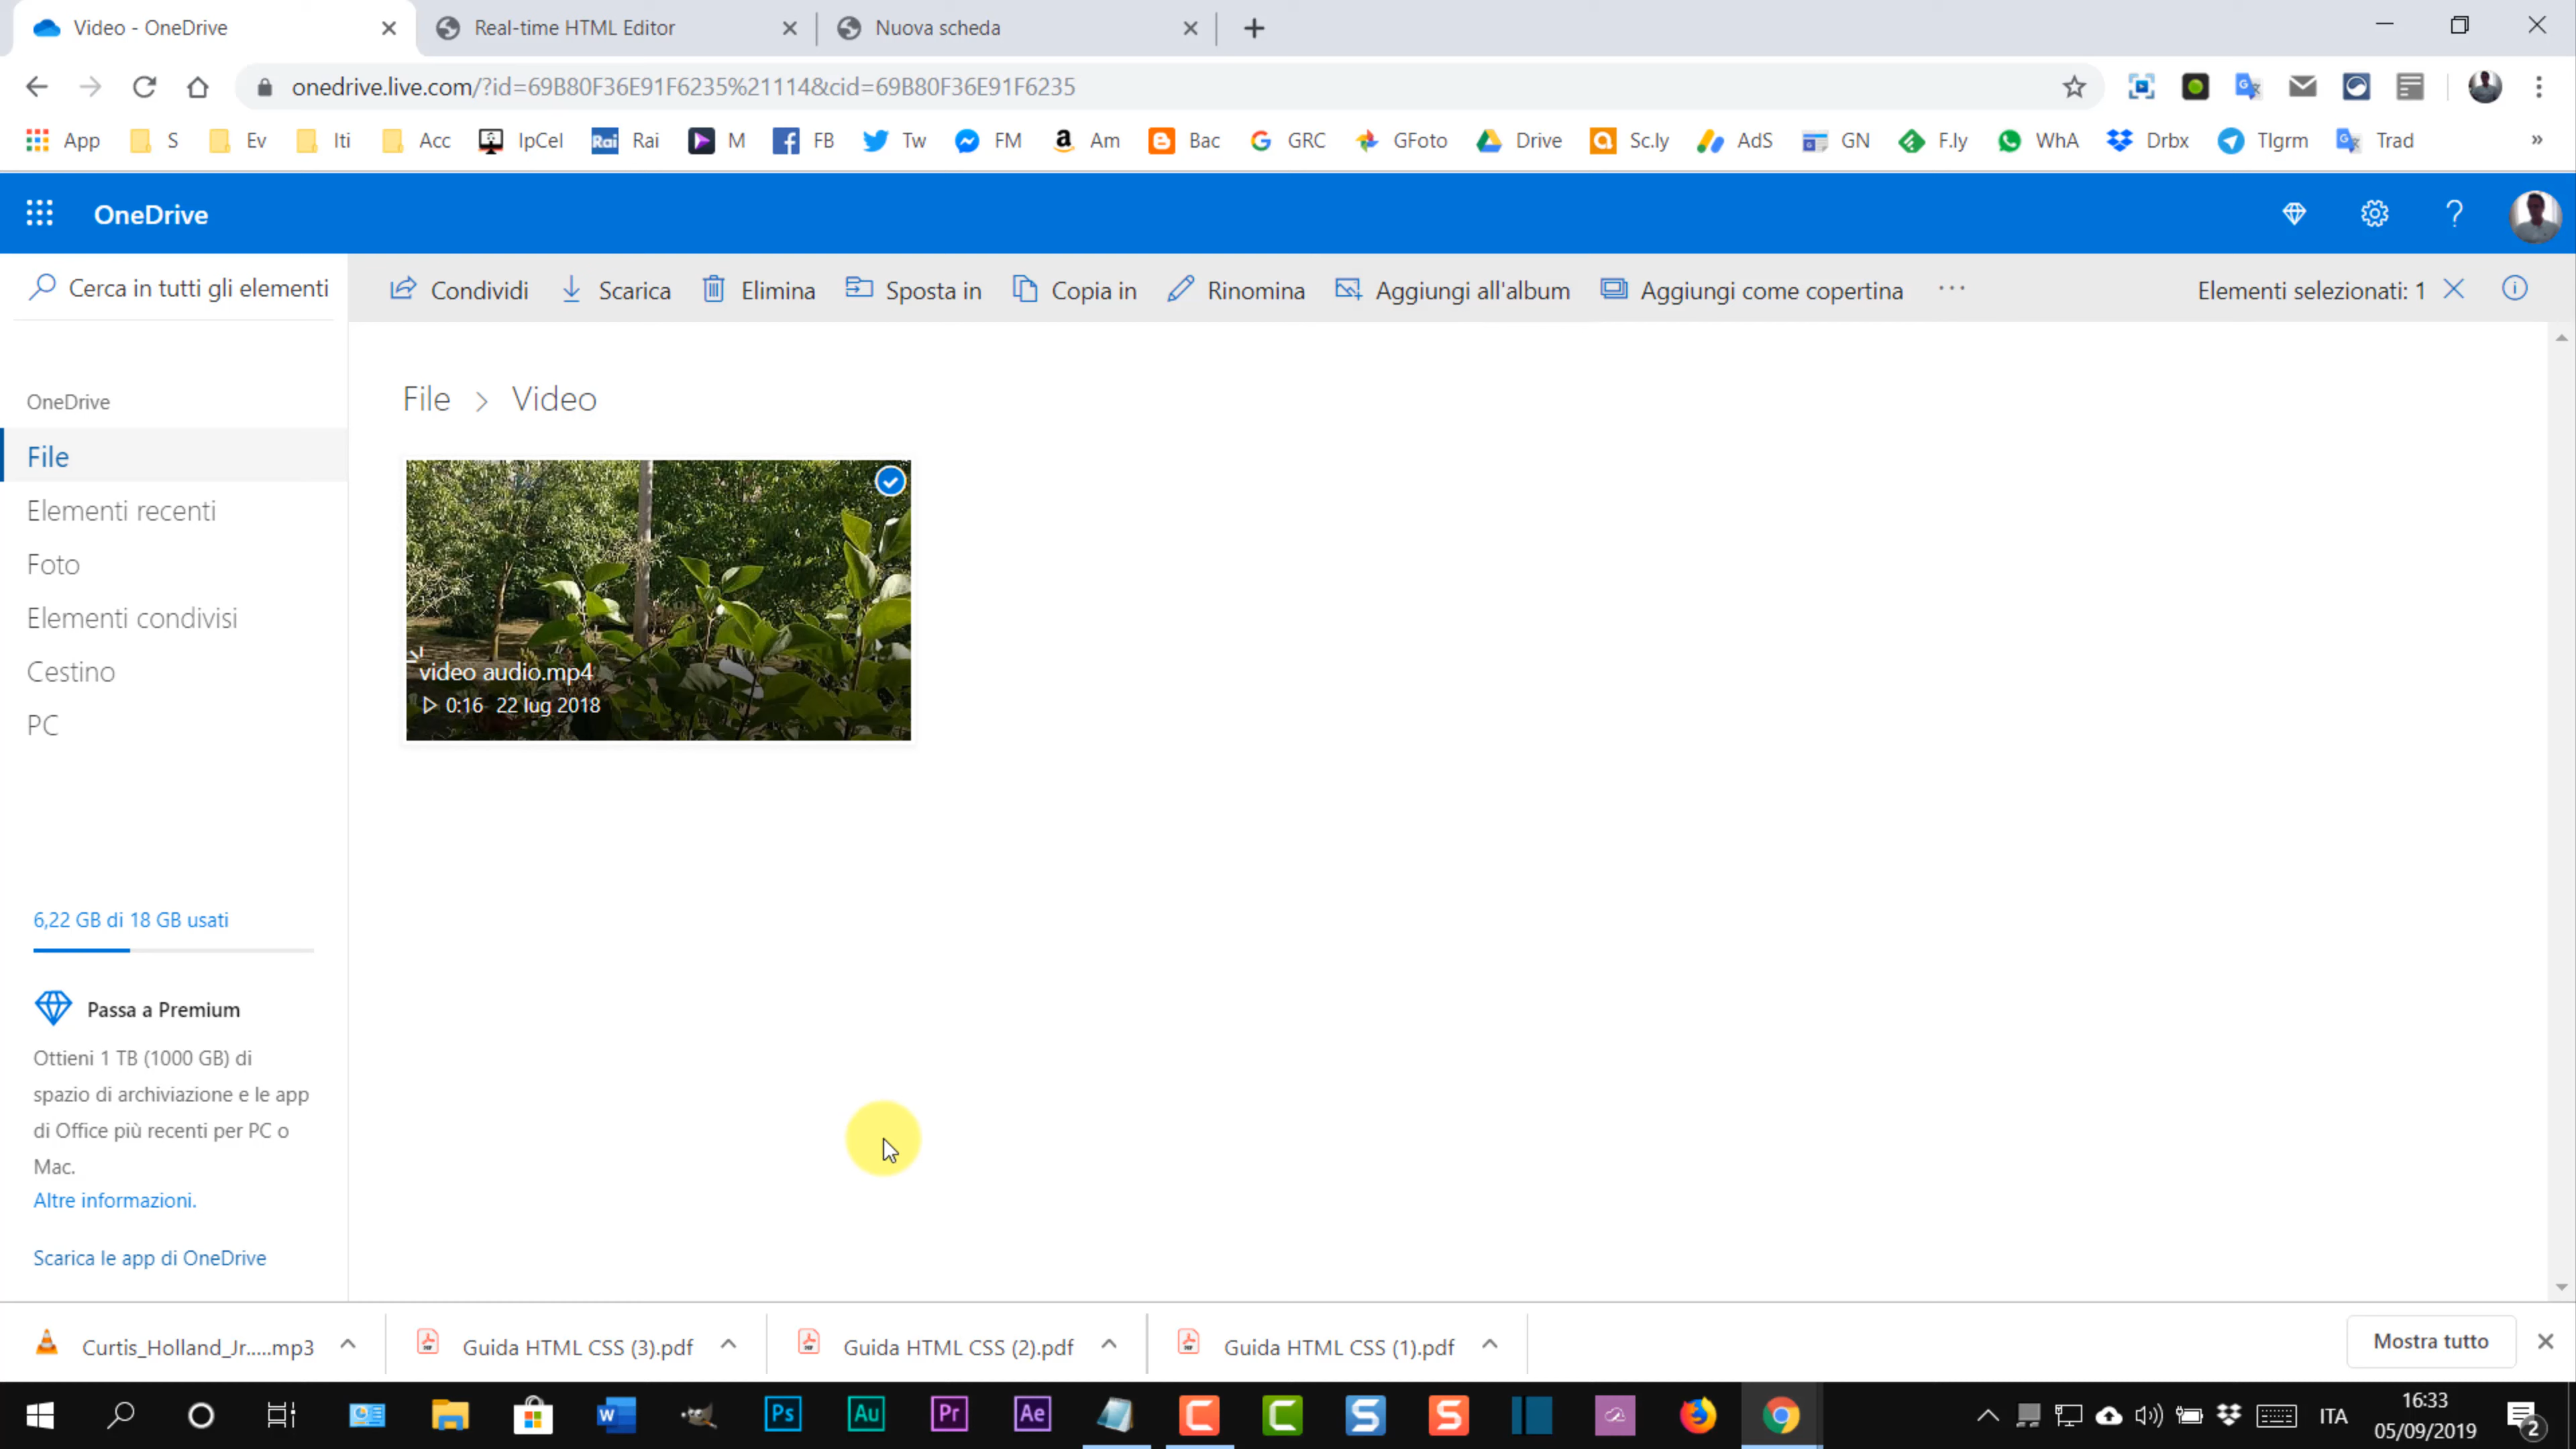 Video - OneDrive
Real-time HTML Editor
Nuova scheda
onedrive.live.com/?id=69B80F36E91F6235%21114&cid=69B80F36E91F6235
App S Ev Iti Acc IpCel Rai Rai M FB Tw FM a Am Bac G GRC GFoto Drive a Sc.ly AdS GN F.ly WhA Drbx Tlgrm Trad »
OneDrive
?
Cerca in tutti gli elementi
Condividi Scarica Elimina Sposta in Copia in Rinomina Aggiungi all'album Aggiungi come copertina ··· Elementi selezionati: 1
File > Video
OneDrive
File
Elementi recenti
Foto
Elementi condivisi
Cestino
PC
video audio.mp4
0:16 22 lug 2018
6,22 GB di 18 GB usati
Passa a Premium
Ottieni 1 TB (1000 GB) di
spazio di archiviazione e le app
di Office più recenti per PC o
Mac.
Altre informazioni.
Scarica le app di OneDrive
Curtis_Holland_Jr.....mp3
Guida HTML CSS (3).pdf
Guida HTML CSS (2).pdf
Guida HTML CSS (1).pdf
Mostra tutto
W Ps Au Pr Ae C C S S
ITA
16:33
05/09/2019
2